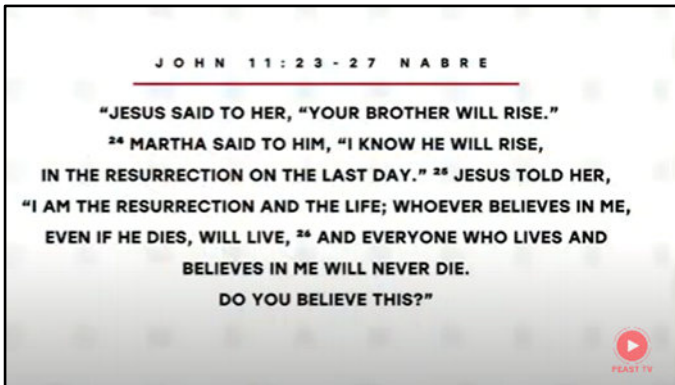 JOHN 11:23-27 NABRE
“JESUS SAID TO HER, “YOUR BROTHER WILL RISE.”
²⁴ MARTHA SAID TO HIM, “I KNOW HE WILL RISE,
IN THE RESURRECTION ON THE LAST DAY.” ²⁵ JESUS TOLD HER,
“I AM THE RESURRECTION AND THE LIFE; WHOEVER BELIEVES IN ME,
EVEN IF HE DIES, WILL LIVE, ²⁶ AND EVERYONE WHO LIVES AND
BELIEVES IN ME WILL NEVER DIE.
DO YOU BELIEVE THIS?”
FEAST TV